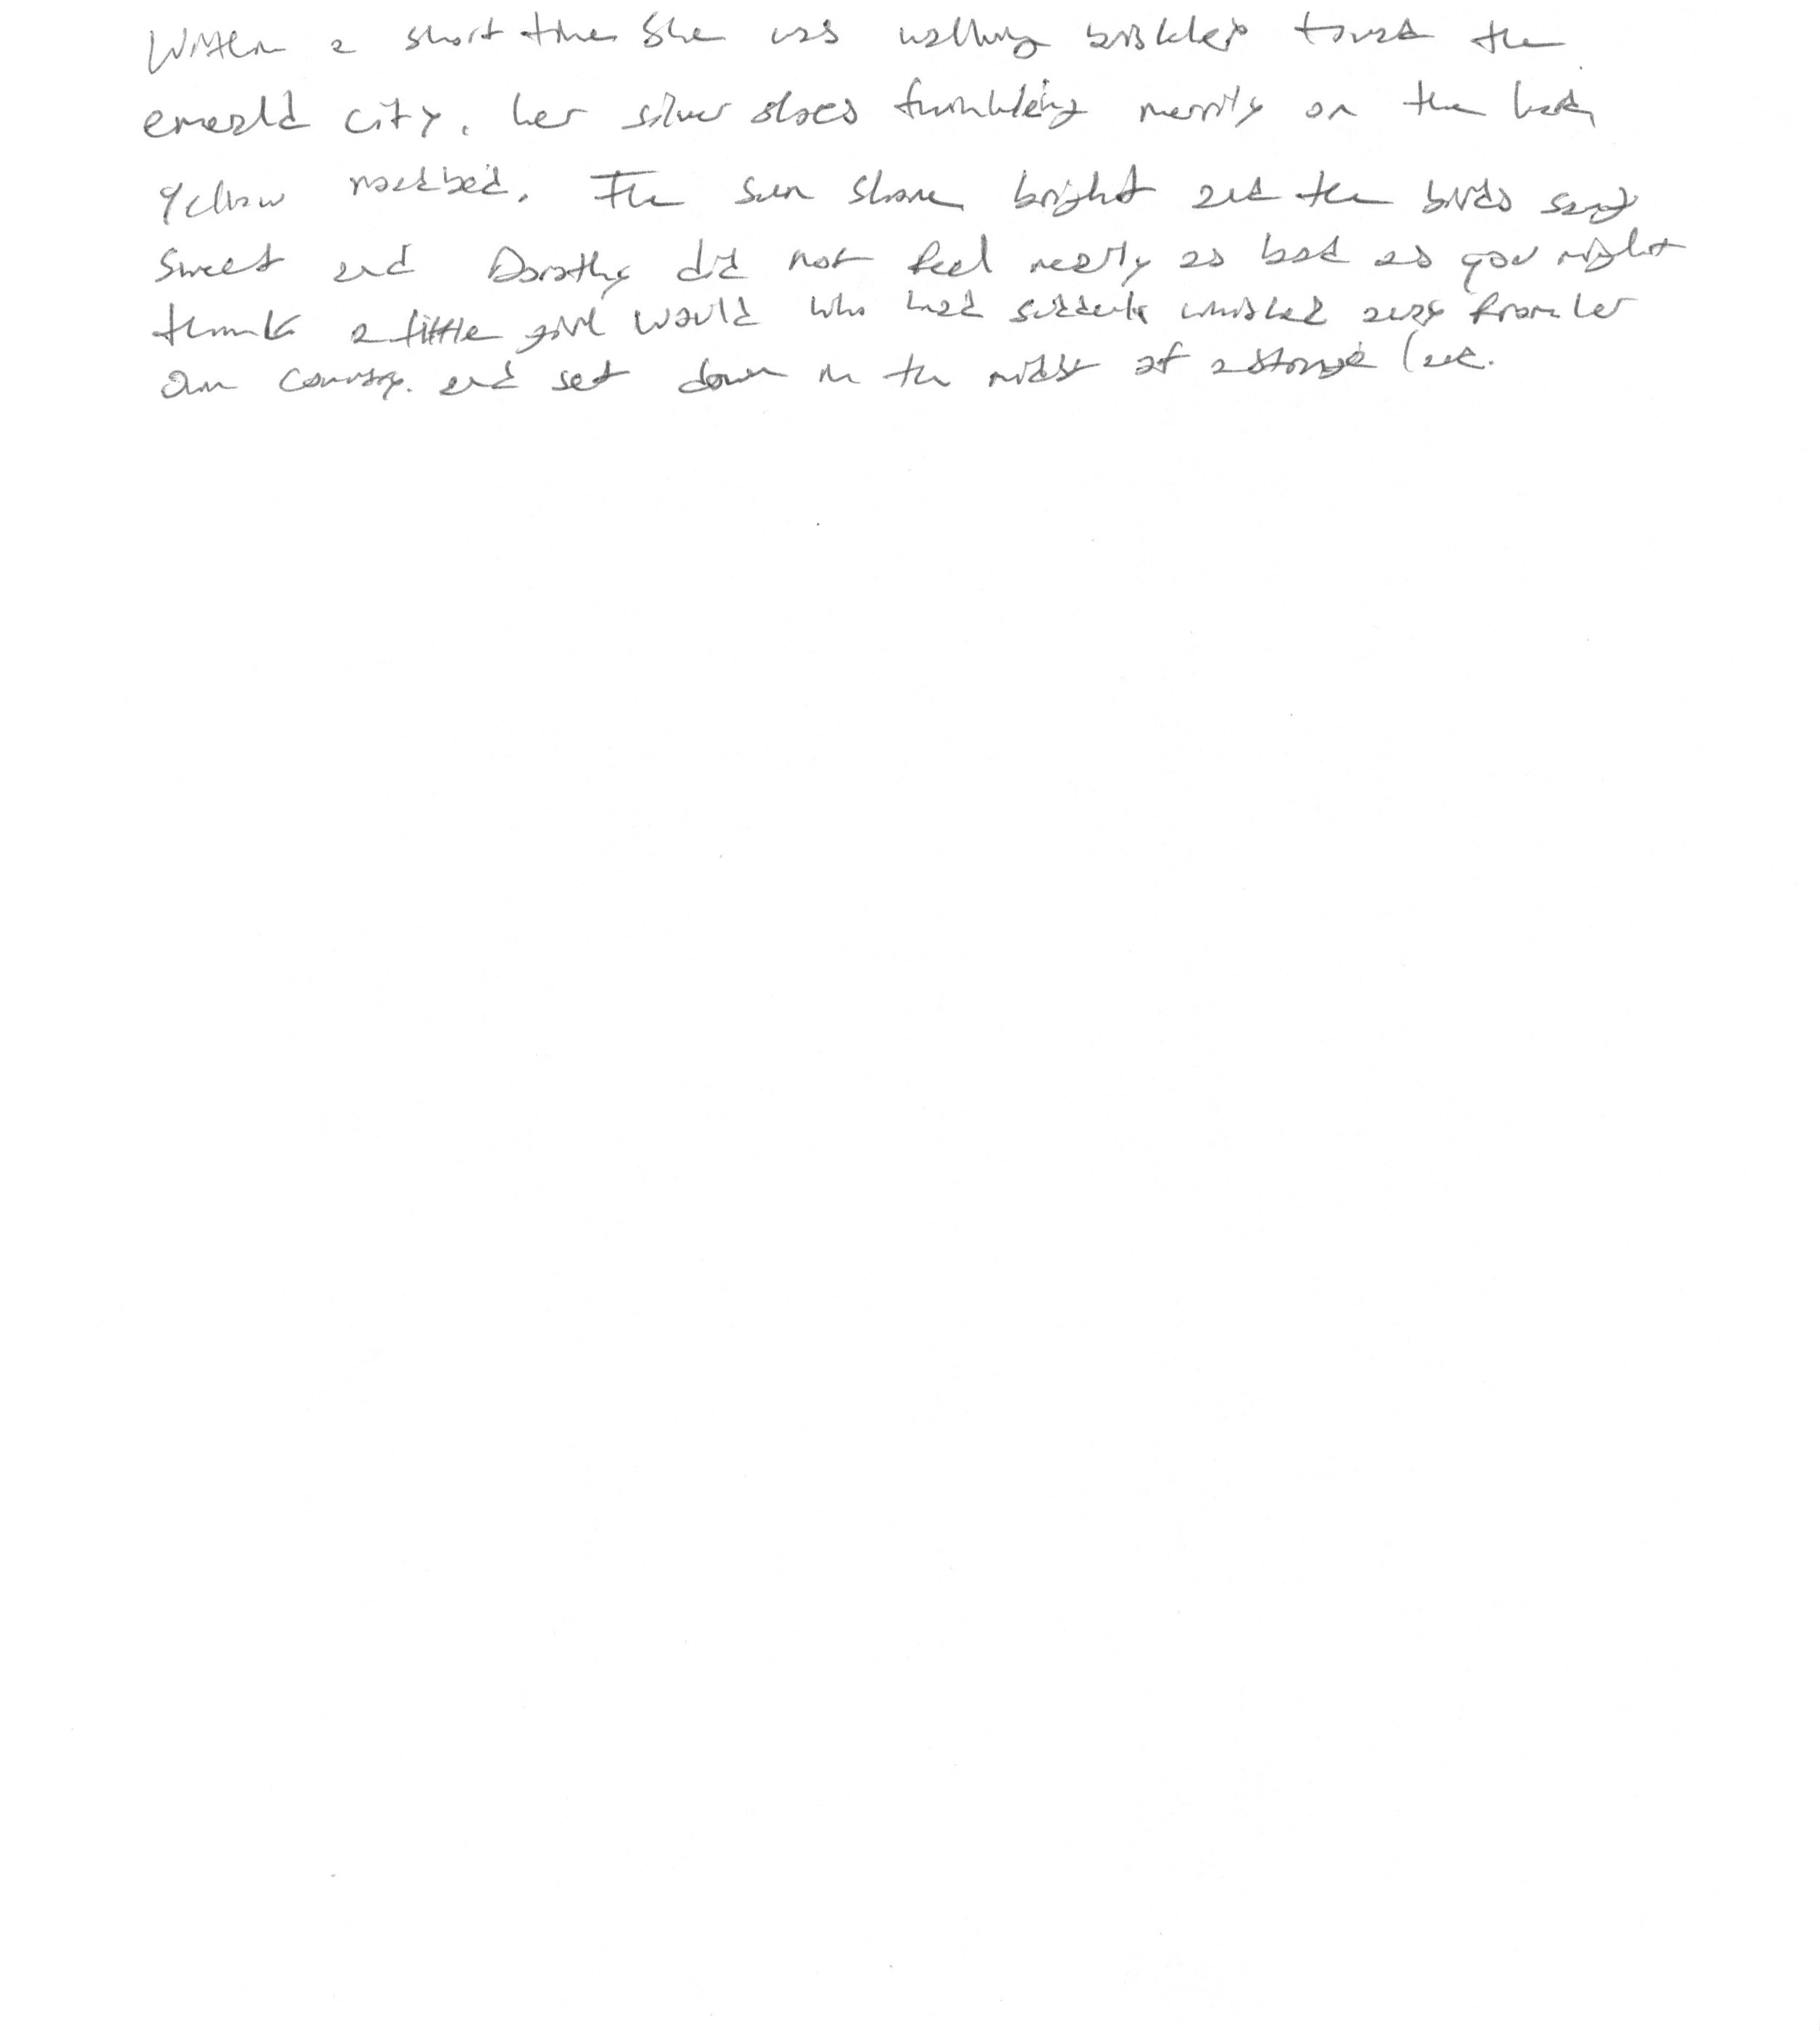 Within a short time she was walking briskley toward the
emerald city, her silver shoes twinkleing merrily on the hard,
yellow roadbed. The sun shone bright and the birds sang
sweet and Dorothy did not feel nearly as bad as you might
think a little girl would who had suddenly whisked away from her
own country. and set down in the midst of a strange land.